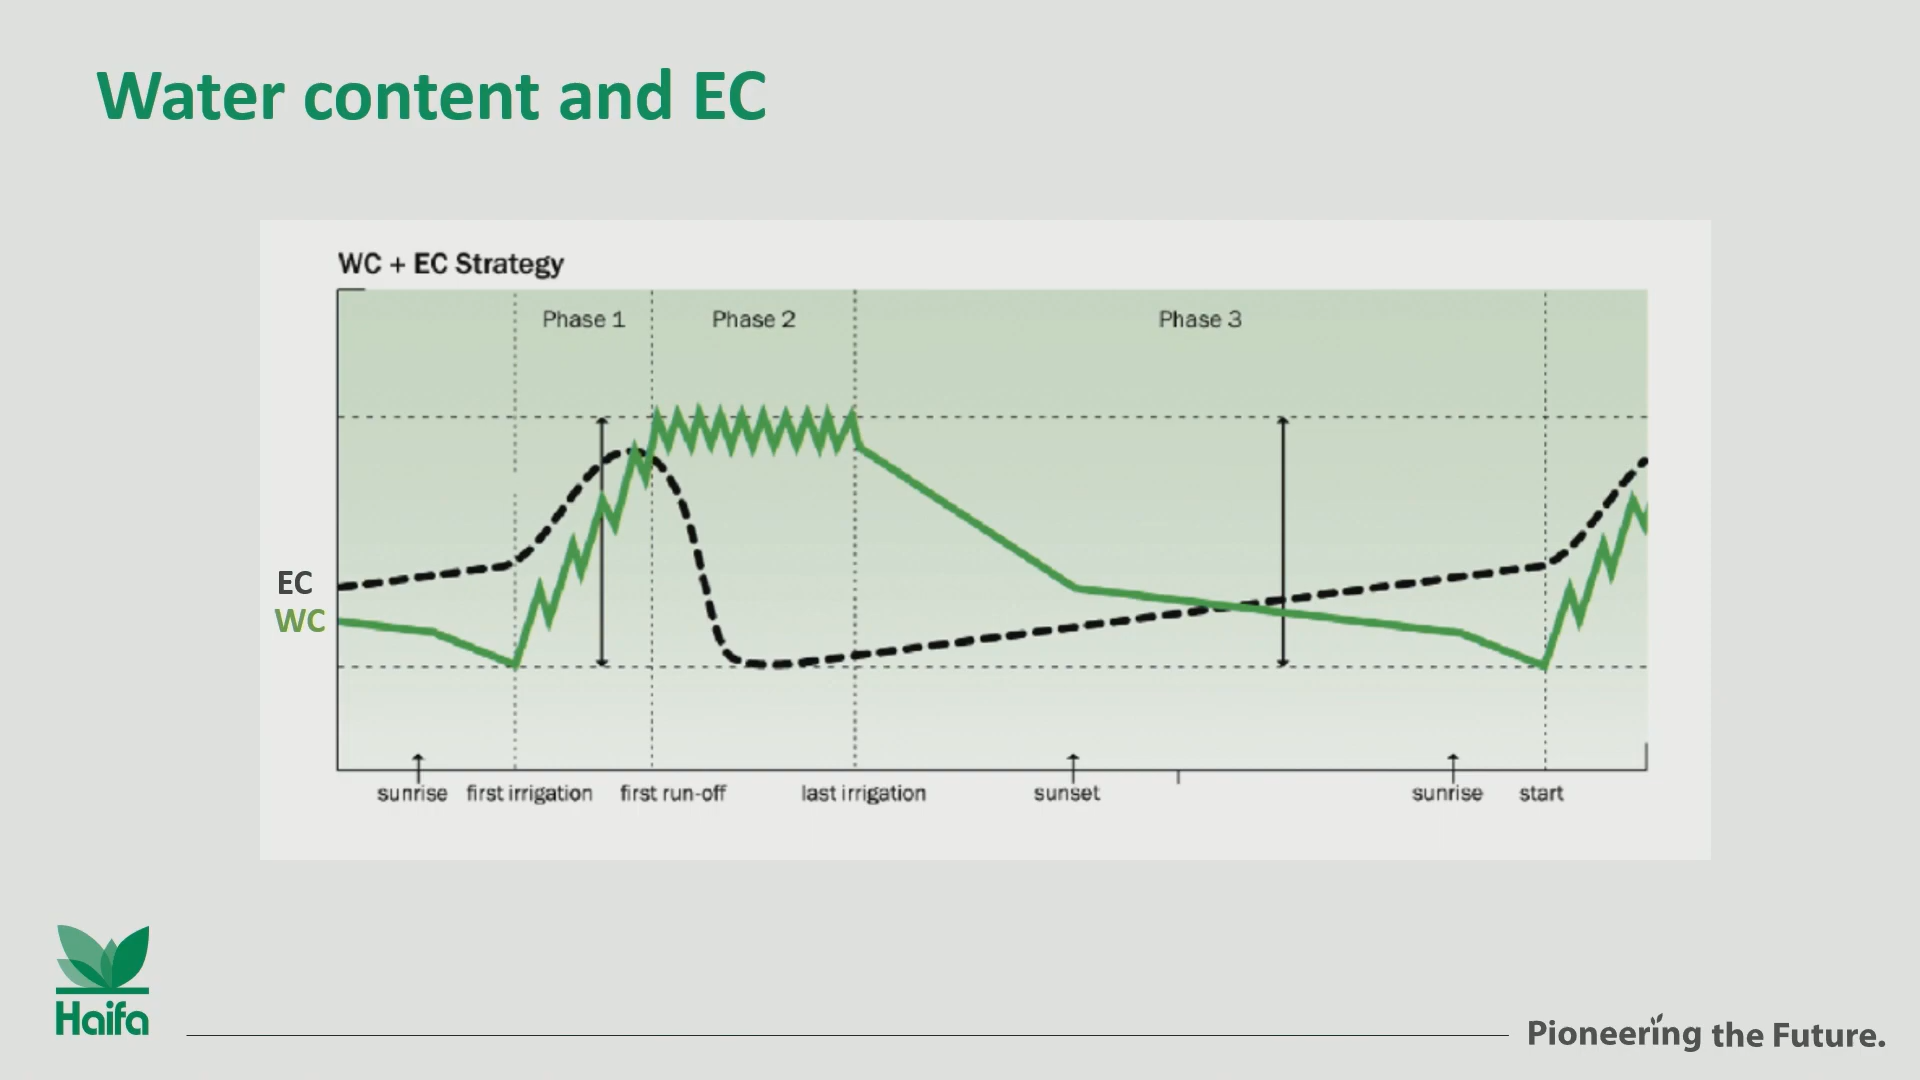 Water content and EC
WC + EC Strategy
Phase 1
Phase 2
Phase 3
EC
WC
sunrise
first irrigation
first run-off
last irrigation
sunset
sunrise
start
Haifa
Pioneering the Future.